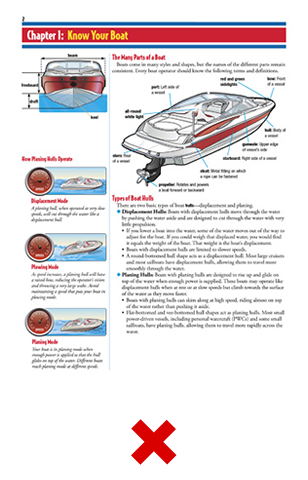 2
Chapter 1: Know Your Boat
beam
freeboard
draft
keel
The Many Parts of a Boat
Boats come in many styles and shapes, but the names of the different parts remain
consistent. Every boat operator should know the following terms and definitions.
red and green
sidelights
bow: Front
of a vessel
port: Left side of
a vessel
all-round
white light
hull: Body of
a vessel
gunwale: Upper edge
of vessel's side
stern: Rear
of a vessel
starboard: Right side of a vessel
cleat: Metal fitting on which
a rope can be fastened
propeller: Rotates and powers
a boat forward or backward
How Planing Hulls Operate
Displacement Mode
A planing hull, when operated at very slow
speeds, will cut through the water like a
displacement hull.
Plowing Mode
As speed increases, a planing hull will have
a raised bow, reducing the operator's vision
and throwing a very large wake. Avoid
maintaining a speed that puts your boat in
plowing mode.
Planing Mode
Your boat is in planing mode when
enough power is applied so that the hull
glides on top of the water. Different boats
reach planing mode at different speeds.
Types of Boat Hulls
There are two basic types of boat hulls—displacement and planing.
Displacement Hulls: Boats with displacement hulls move through the water
by pushing the water aside and are designed to cut through the water with very
little propulsion.
• If you lower a boat into the water, some of the water moves out of the way to
adjust for the boat. If you could weigh that displaced water, you would find
it equals the weight of the boat. That weight is the boat's displacement.
• Boats with displacement hulls are limited to slower speeds.
• A round-bottomed hull shape acts as a displacement hull. Most large cruisers
and most sailboats have displacement hulls, allowing them to travel more
smoothly through the water.
Planing Hulls: Boats with planing hulls are designed to rise up and glide on
top of the water when enough power is supplied. These boats may operate like
displacement hulls when at rest or at slow speeds but climb towards the surface
of the water as they move faster.
• Boats with planing hulls can skim along at high speed, riding almost on top
of the water rather than pushing it aside.
• Flat-bottomed and vee-bottomed hull shapes act as planing hulls. Most small
power-driven vessels, including personal watercraft (PWCs) and some small
sailboats, have planing hulls, allowing them to travel more rapidly across the
water.